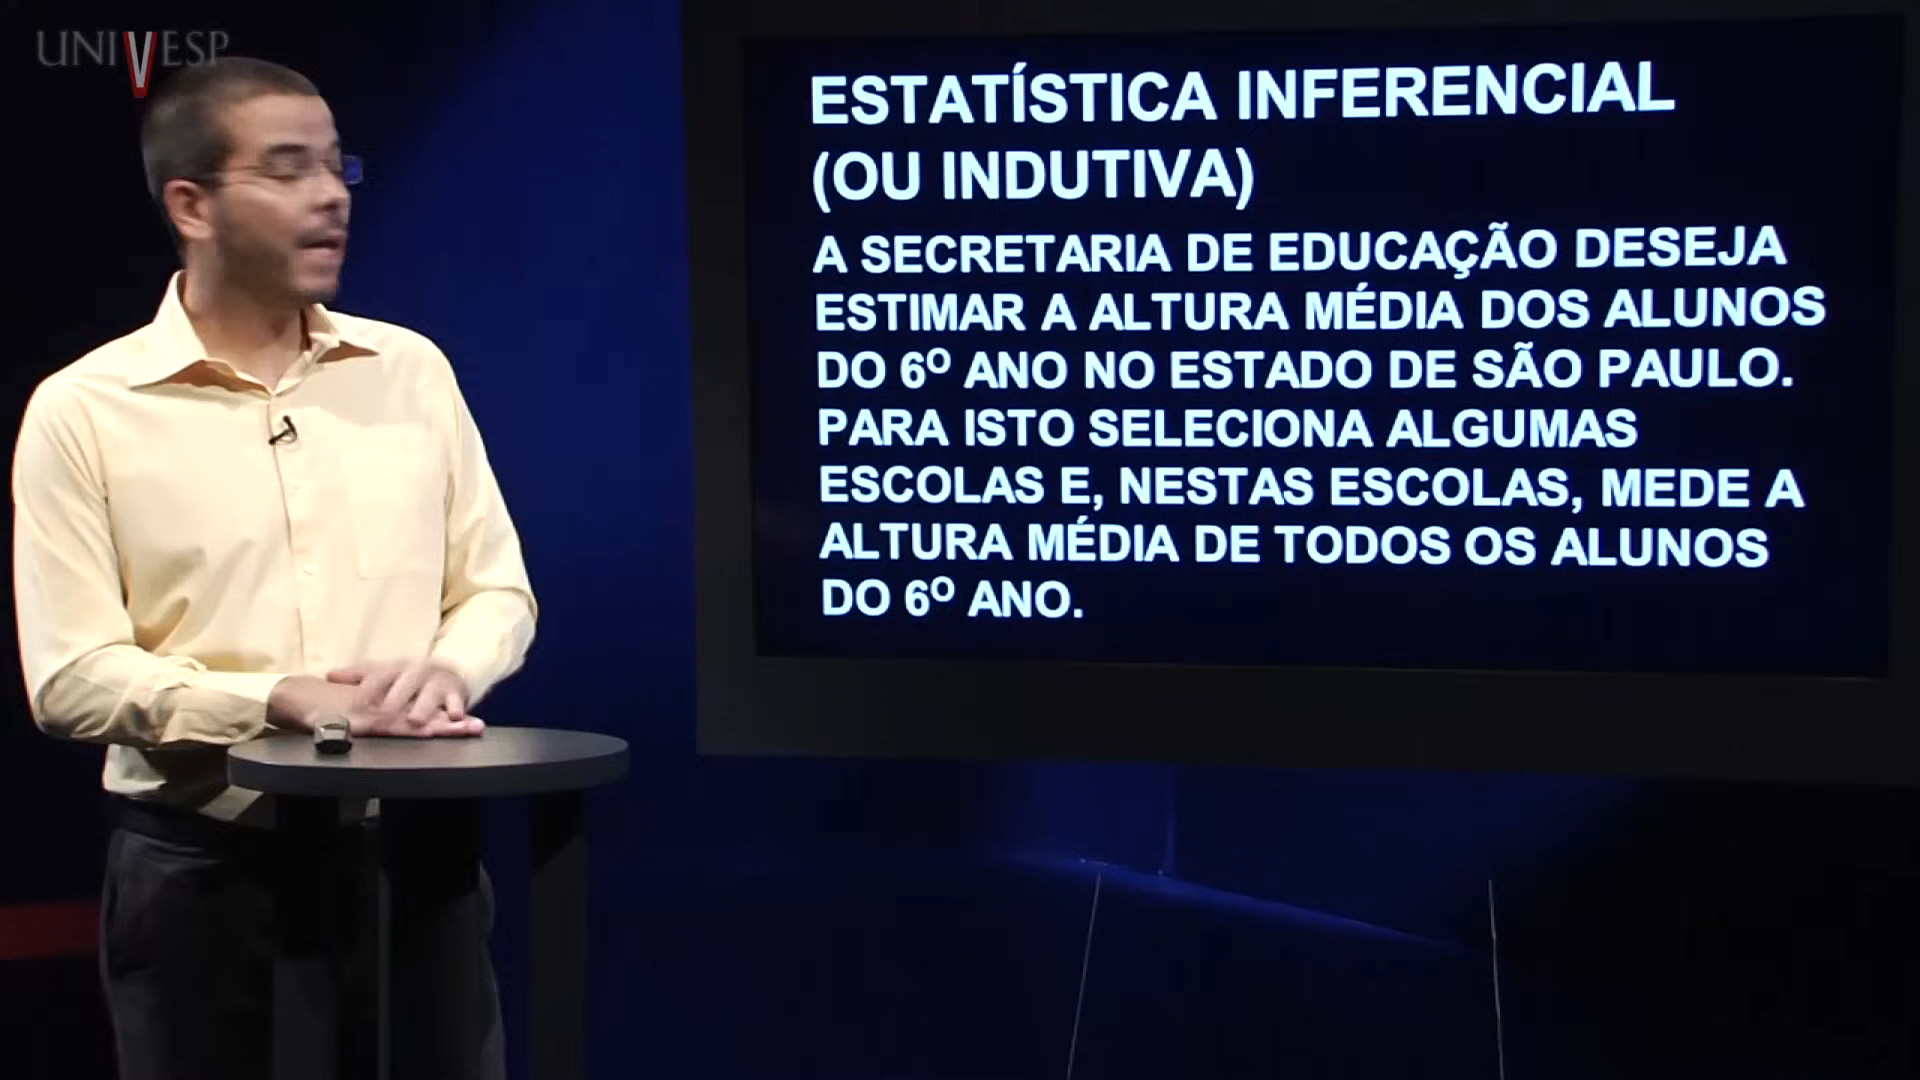 UNIVESP
ESTATÍSTICA INFERENCIAL
(OU INDUTIVA)
A SECRETARIA DE EDUCAÇÃO DESEJA
ESTIMAR A ALTURA MÉDIA DOS ALUNOS
DO 6º ANO NO ESTADO DE SÃO PAULO.
PARA ISTO SELECIONA ALGUMAS
ESCOLAS E, NESTAS ESCOLAS, MEDE A
ALTURA MÉDIA DE TODOS OS ALUNOS
DO 6º ANO.